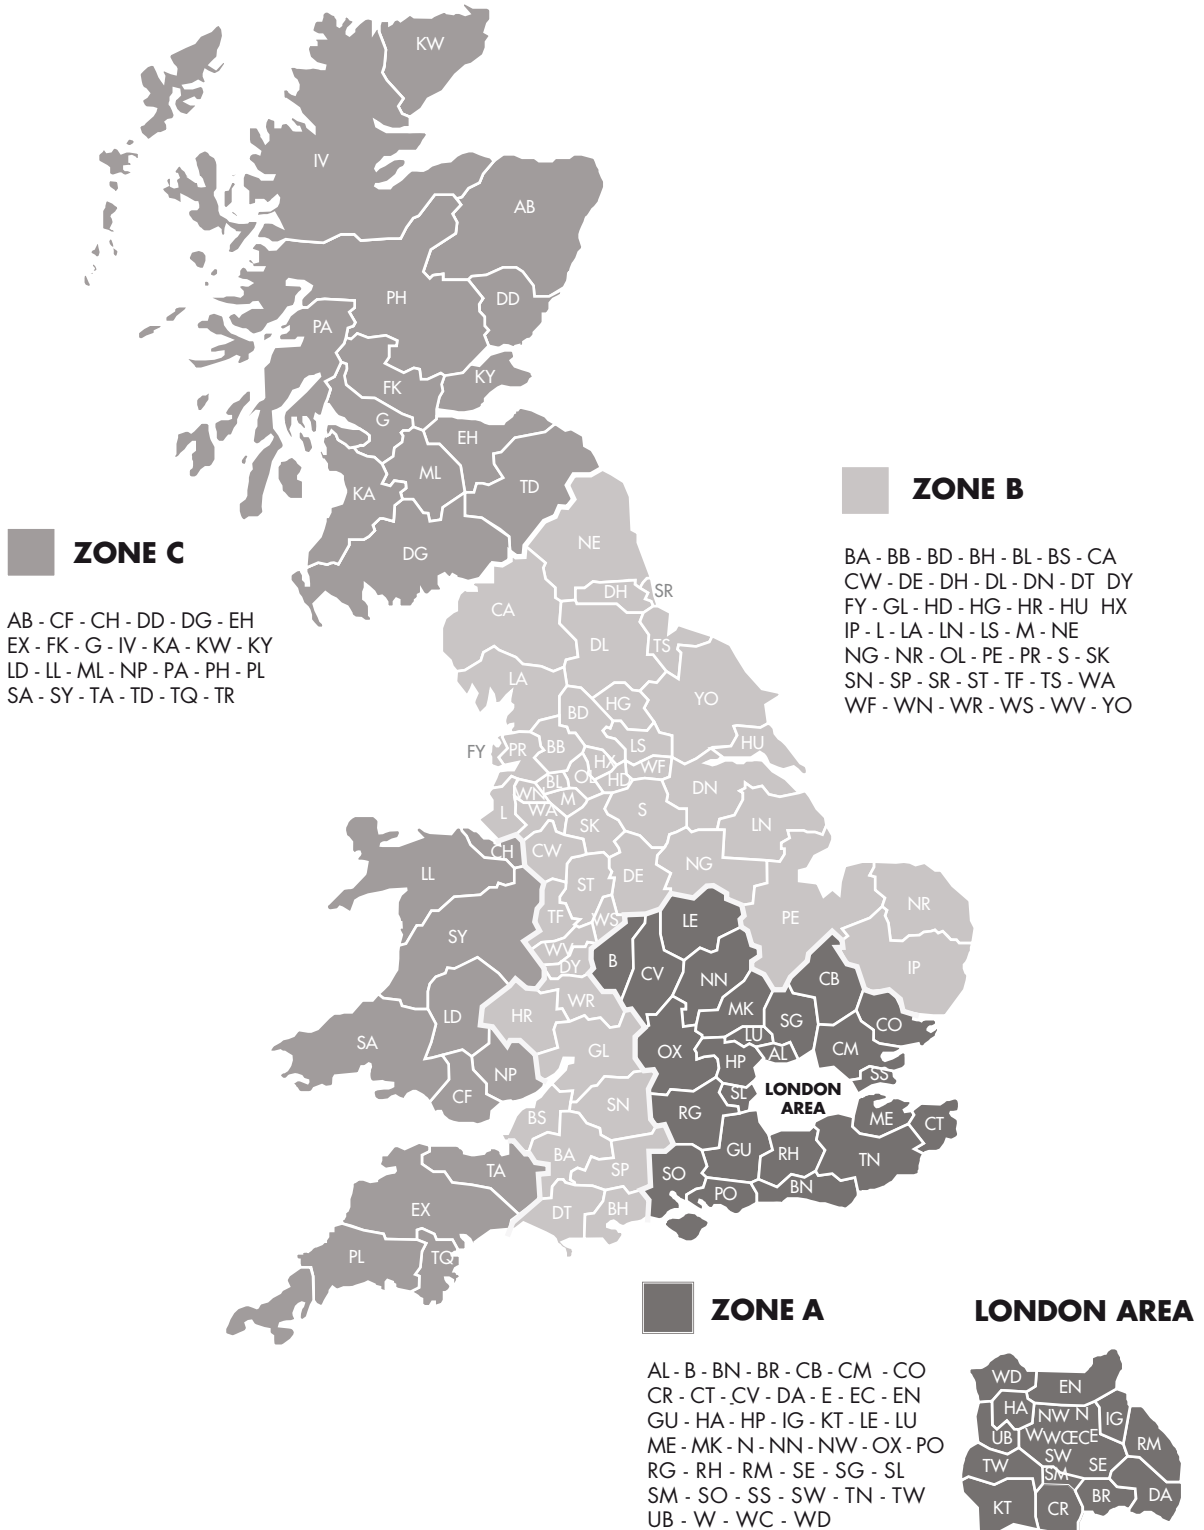 KW
IV
AB
PH
DD
PA
KY
FK
G
EH
ML
TD
KA
DG
NE
DH SR
CA
DL
TS
LA
HG
YO
BD
FY PR BB LS HU
HX
WF
BL OL HD
WN M
DN
L WA S
SK LN
CH CW
LL NG
ST DE
TF WS LE PE NR
SY
WV
DY B CV NN CB IP
LD HR WR MK SG CO
LU
SA GL OX HP AL CM
NP SS
CF SL
LONDON
AREA
BS SN RG ME CT
BA GU RH TN
TA SP SO
EX DT BH PO BN
PL TQ
ZONE C
AB - CF - CH - DD - DG - EH
EX - FK - G - IV - KA - KW - KY
LD - LL - ML - NP - PA - PH - PL
SA - SY - TA - TD - TQ - TR
ZONE B
BA - BB - BD - BH - BL - BS - CA
CW - DE - DH - DL - DN - DT DY
FY - GL - HD - HG - HR - HU HX
IP - L - LA - LN - LS - M - NE
NG - NR - OL - PE - PR - S - SK
SN - SP - SR - ST - TF - TS - WA
WF - WN - WR - WS - WV - YO
ZONE A
AL - B - BN - BR - CB - CM - CO
CR - CT - CV - DA - E - EC - EN
GU - HA - HP - IG - KT - LE - LU
ME - MK - N - NN - NW - OX - PO
RG - RH - RM - SE - SG - SL
SM - SO - SS - SW - TN - TW
UB - W - WC - WD
LONDON AREA
WD EN
HA NW N IG
UB W WC EC E RM
SW
TW SM SE
KT CR BR DA